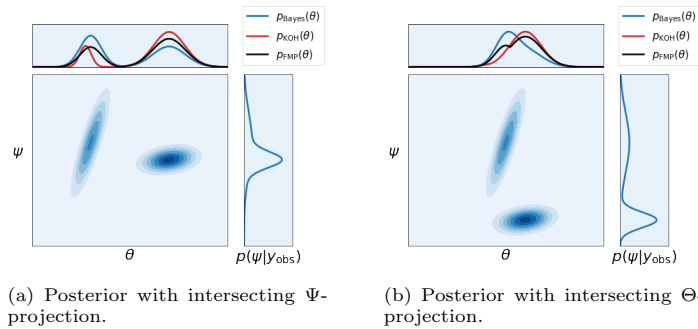 p_Bayes(θ)
p_KOH(θ)
p_FMP(θ)
ψ
θ
p(ψ|y_obs)
(a) Posterior with intersecting Ψ-
projection.
p_Bayes(θ)
p_KOH(θ)
p_FMP(θ)
ψ
θ
p(ψ|y_obs)
(b) Posterior with intersecting Θ-
projection.